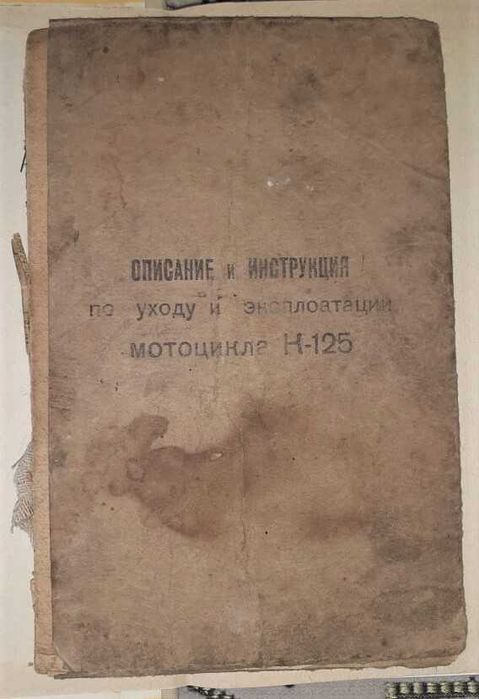 ОПИСАНИЕ и ИНСТРУКЦИЯ
по уходу и эксплоатации
мотоцикла К-125